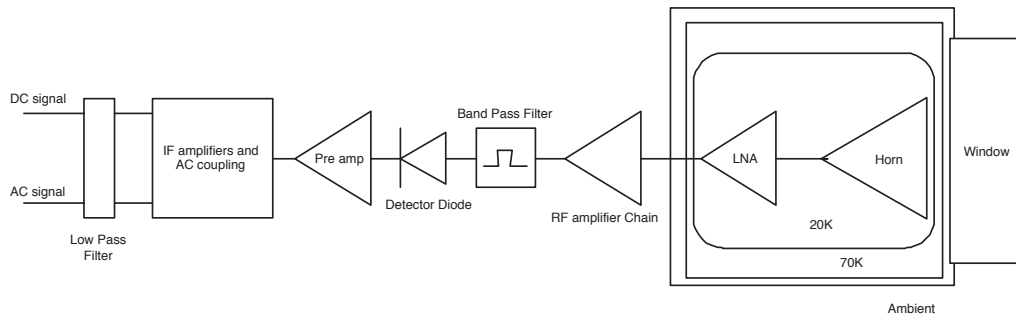 DC signal
AC signal
Low Pass
Filter
IF amplifiers and
AC coupling
Pre amp
Detector Diode
Band Pass Filter
RF amplifier Chain
LNA
Horn
20K
70K
Ambient
Window